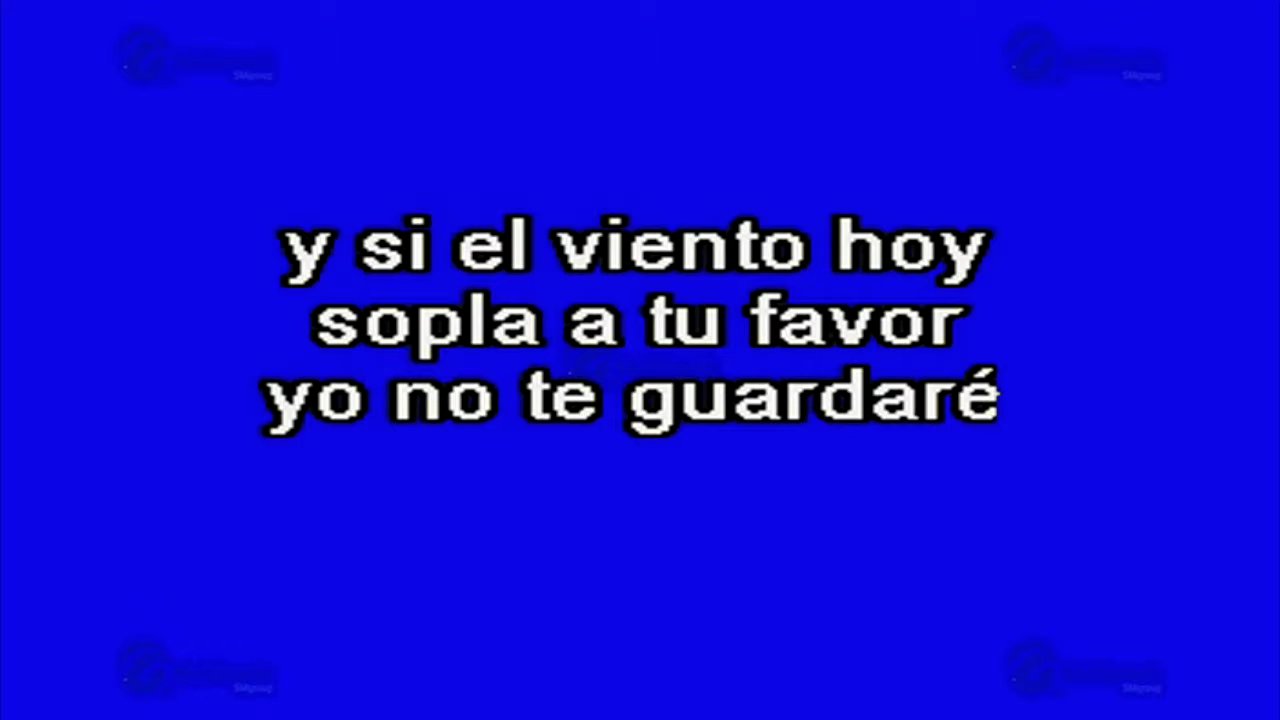 y si el viento hoy
sopla a tu favor
yo no te guardaré